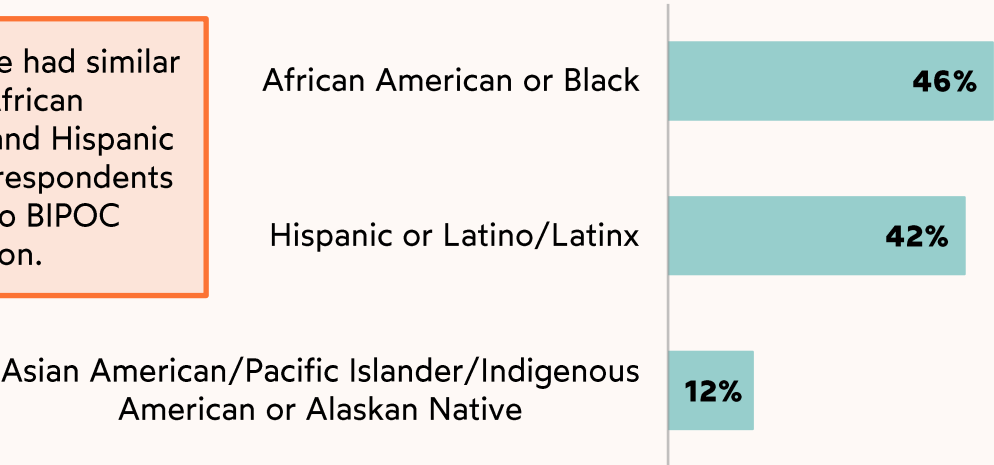 e had similar
frican
and Hispanic
respondents
o BIPOC
on.
African American or Black
46%
Hispanic or Latino/Latinx
42%
Asian American/Pacific Islander/Indigenous
American or Alaskan Native
12%